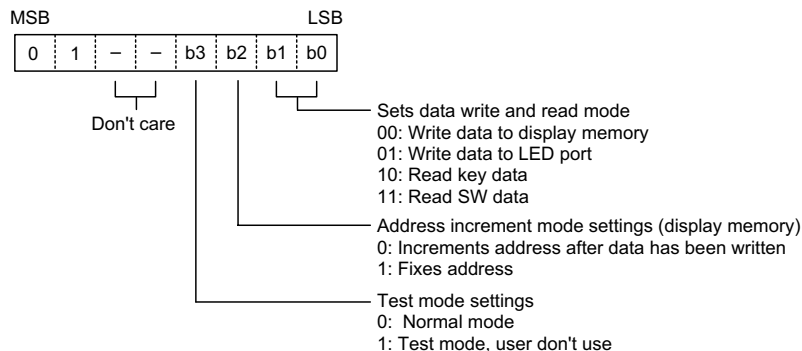 MSB LSB
0 1 – – b3 b2 b1 b0
Don't care
Sets data write and read mode
00: Write data to display memory
01: Write data to LED port
10: Read key data
11: Read SW data
Address increment mode settings (display memory)
0: Increments address after data has been written
1: Fixes address
Test mode settings
0: Normal mode
1: Test mode, user don't use